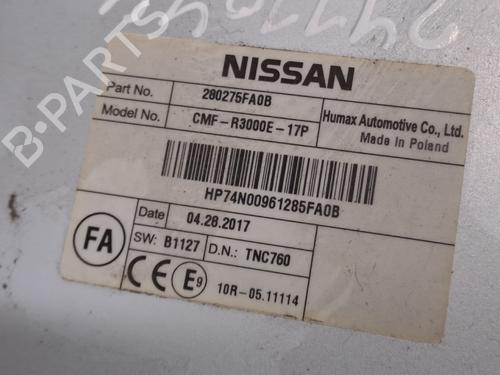 NISSAN
Part No. 280275FA0B
Model No. CMF-R3000E-17P
Humax Automotive Co., Ltd.
Made in Poland
HP74N00961285FA0B
FA
Date 04.28.2017
SW: B1127 D.N.: TNC760
CE E9 10R-05.11114
B-PARTS